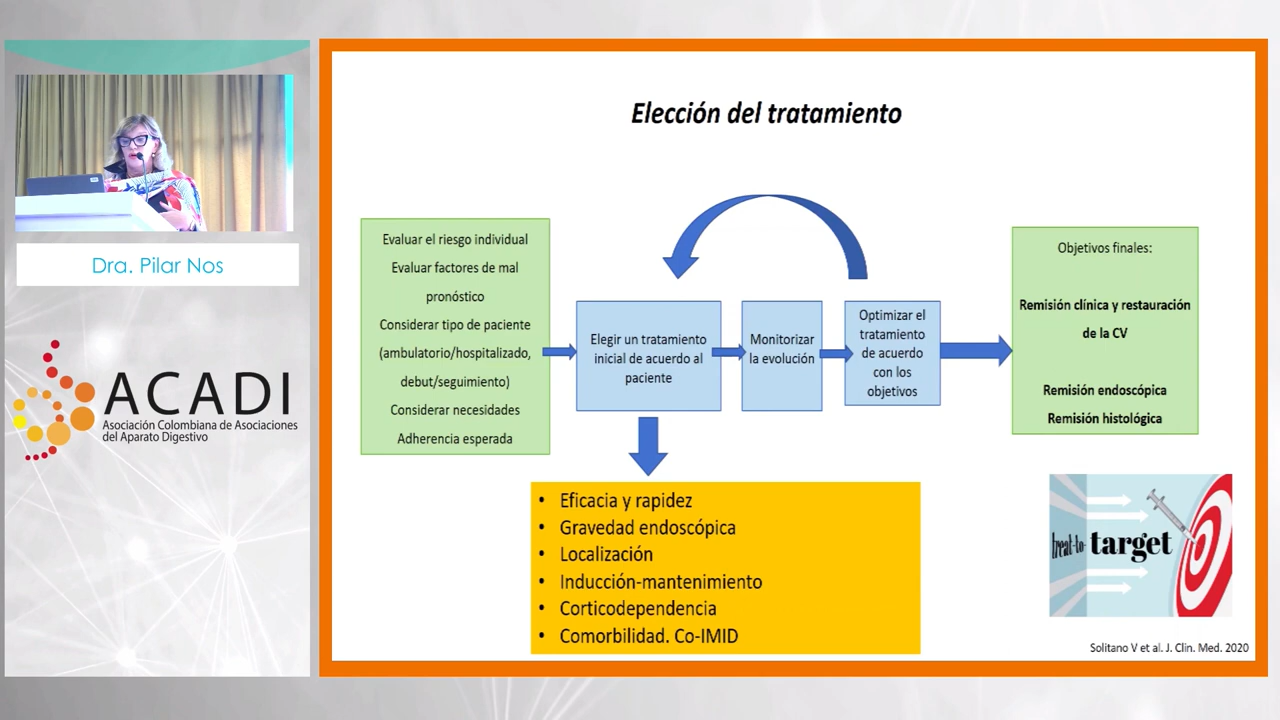 Elección del tratamiento
Dra. Pilar Nos
ACADI
Asociación Colombiana de Asociaciones
del Aparato Digestivo
Evaluar el riesgo individual
Evaluar factores de mal
pronóstico
Considerar tipo de paciente
(ambulatorio/hospitalizado,
debut/seguimiento)
Considerar necesidades
Adherencia esperada
Elegir un tratamiento
inicial de acuerdo al
paciente
Monitorizar
la evolución
Optimizar el
tratamiento
de acuerdo
con los
objetivos
Objetivos finales:
Remisión clínica y restauración
de la CV
Remisión endoscópica
Remisión histológica
• Eficacia y rapidez
• Gravedad endoscópica
• Localización
• Inducción-mantenimiento
• Corticodependencia
• Comorbilidad. Co-IMID
treat-to-target
Solitano V et al. J. Clin. Med. 2020